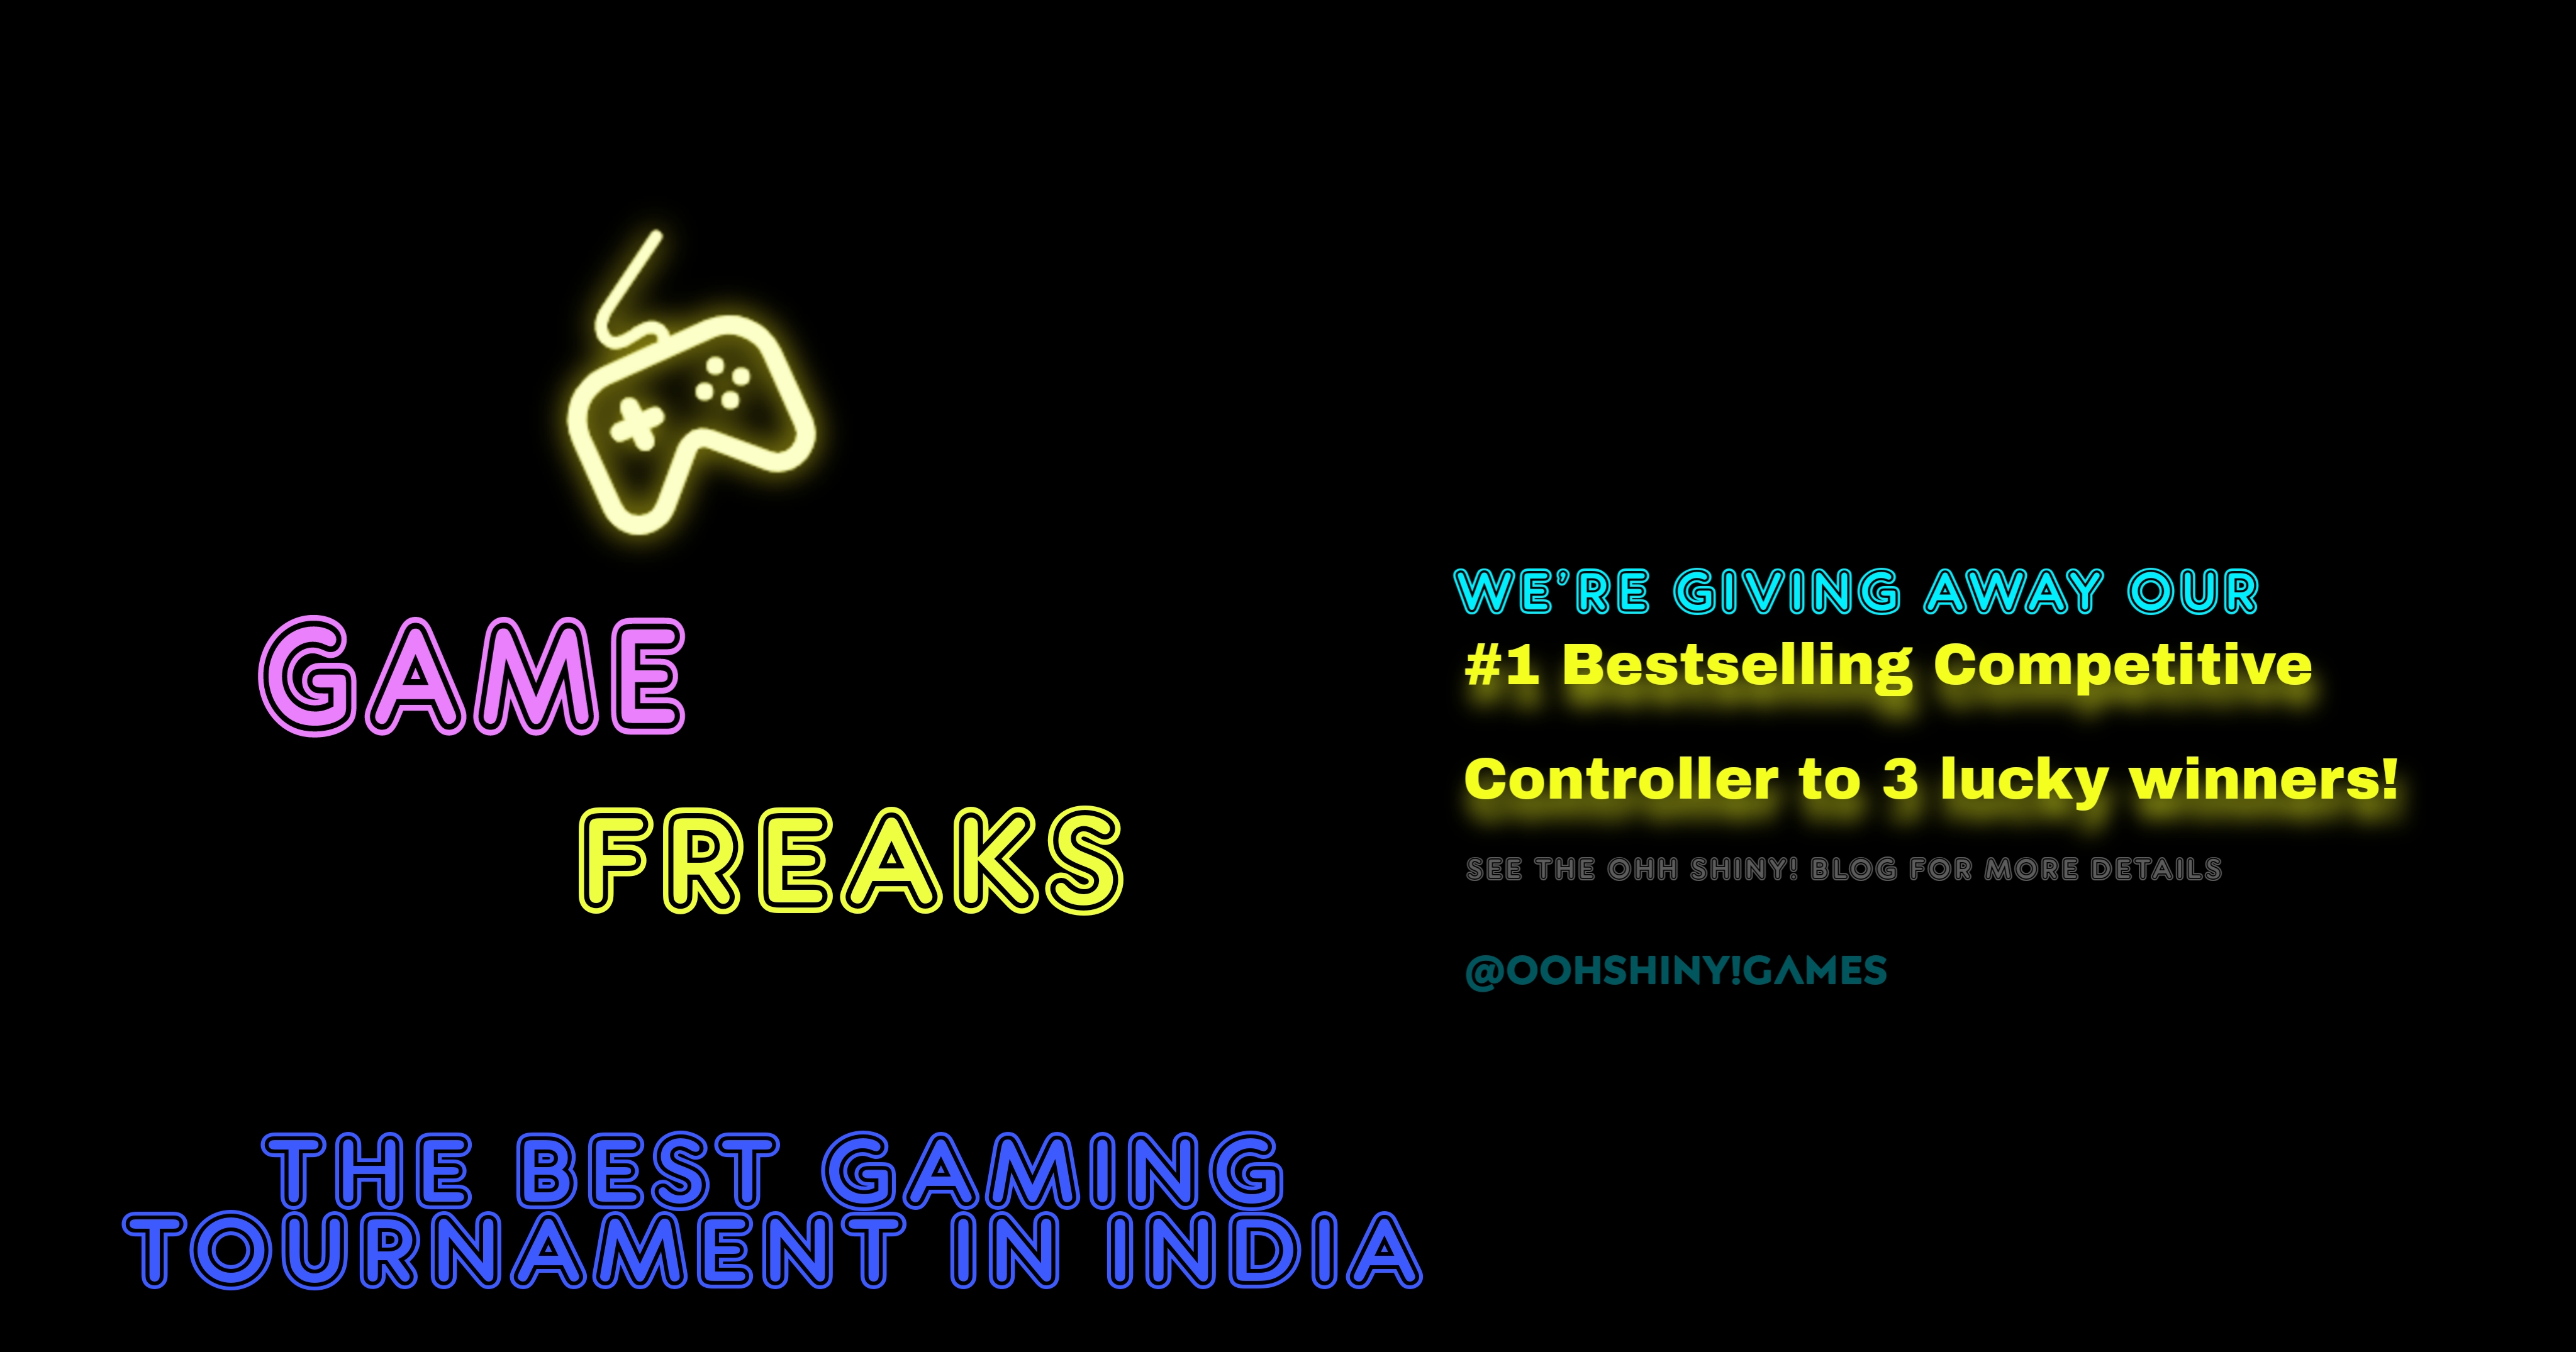 GAME
FREAKS
THE BEST GAMING
TOURNAMENT IN INDIA
WE'RE GIVING AWAY OUR
#1 Bestselling Competitive
Controller to 3 lucky winners!
SEE THE OHH SHINY! BLOG FOR MORE DETAILS
@OOHSHINY!GAMES